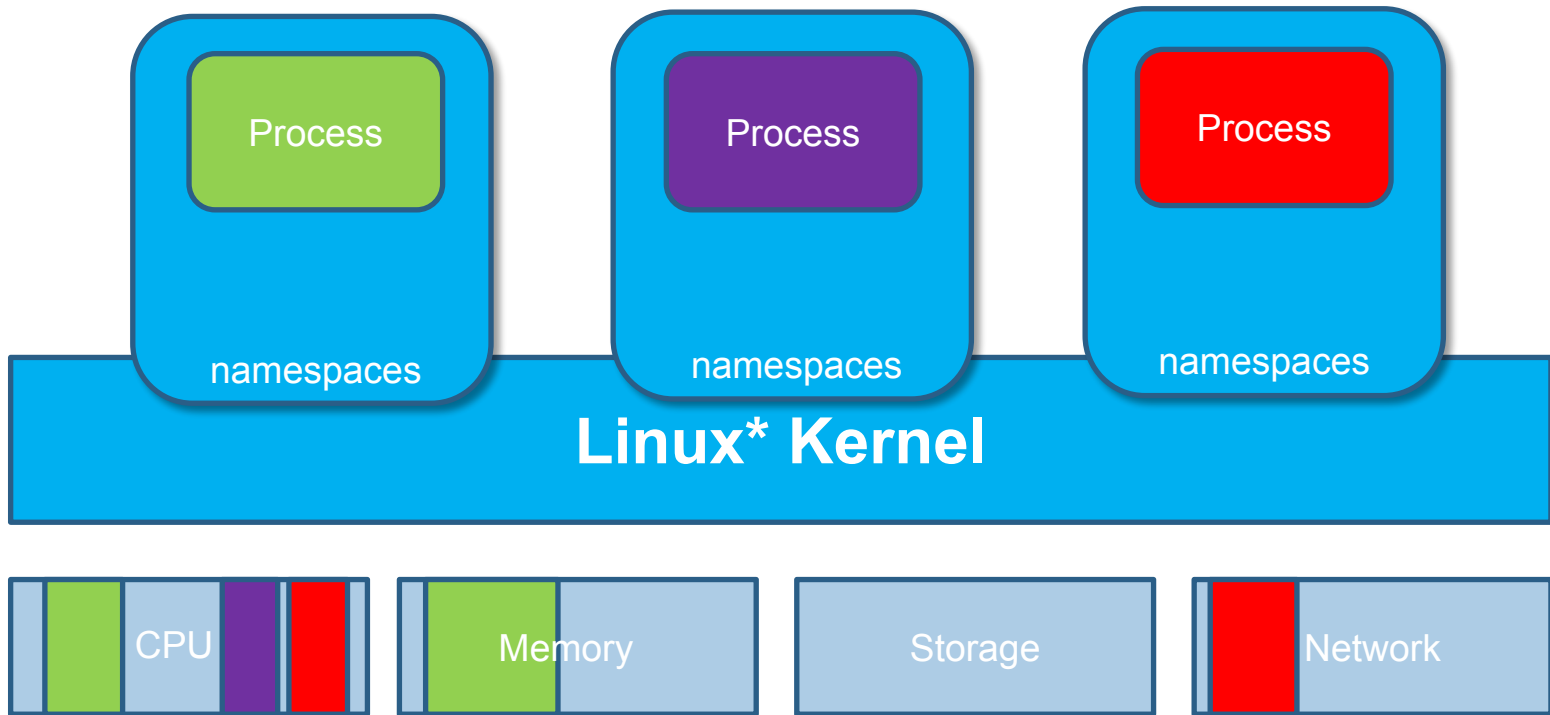 Process
Process
Process
namespaces
namespaces
namespaces
Linux* Kernel
CPU
Memory
Storage
Network